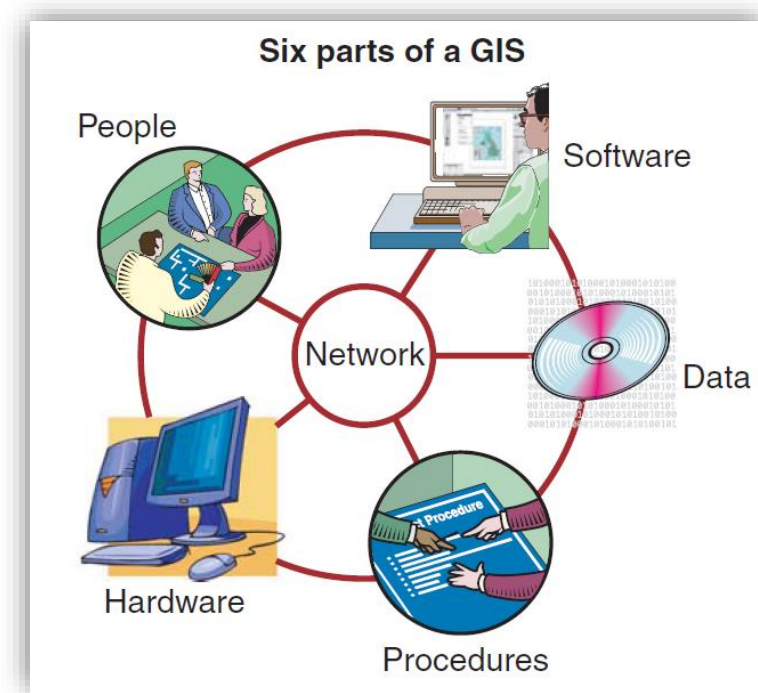 Six parts of a GIS
People
Software
Network
Data
Hardware
t Procedure
Procedures